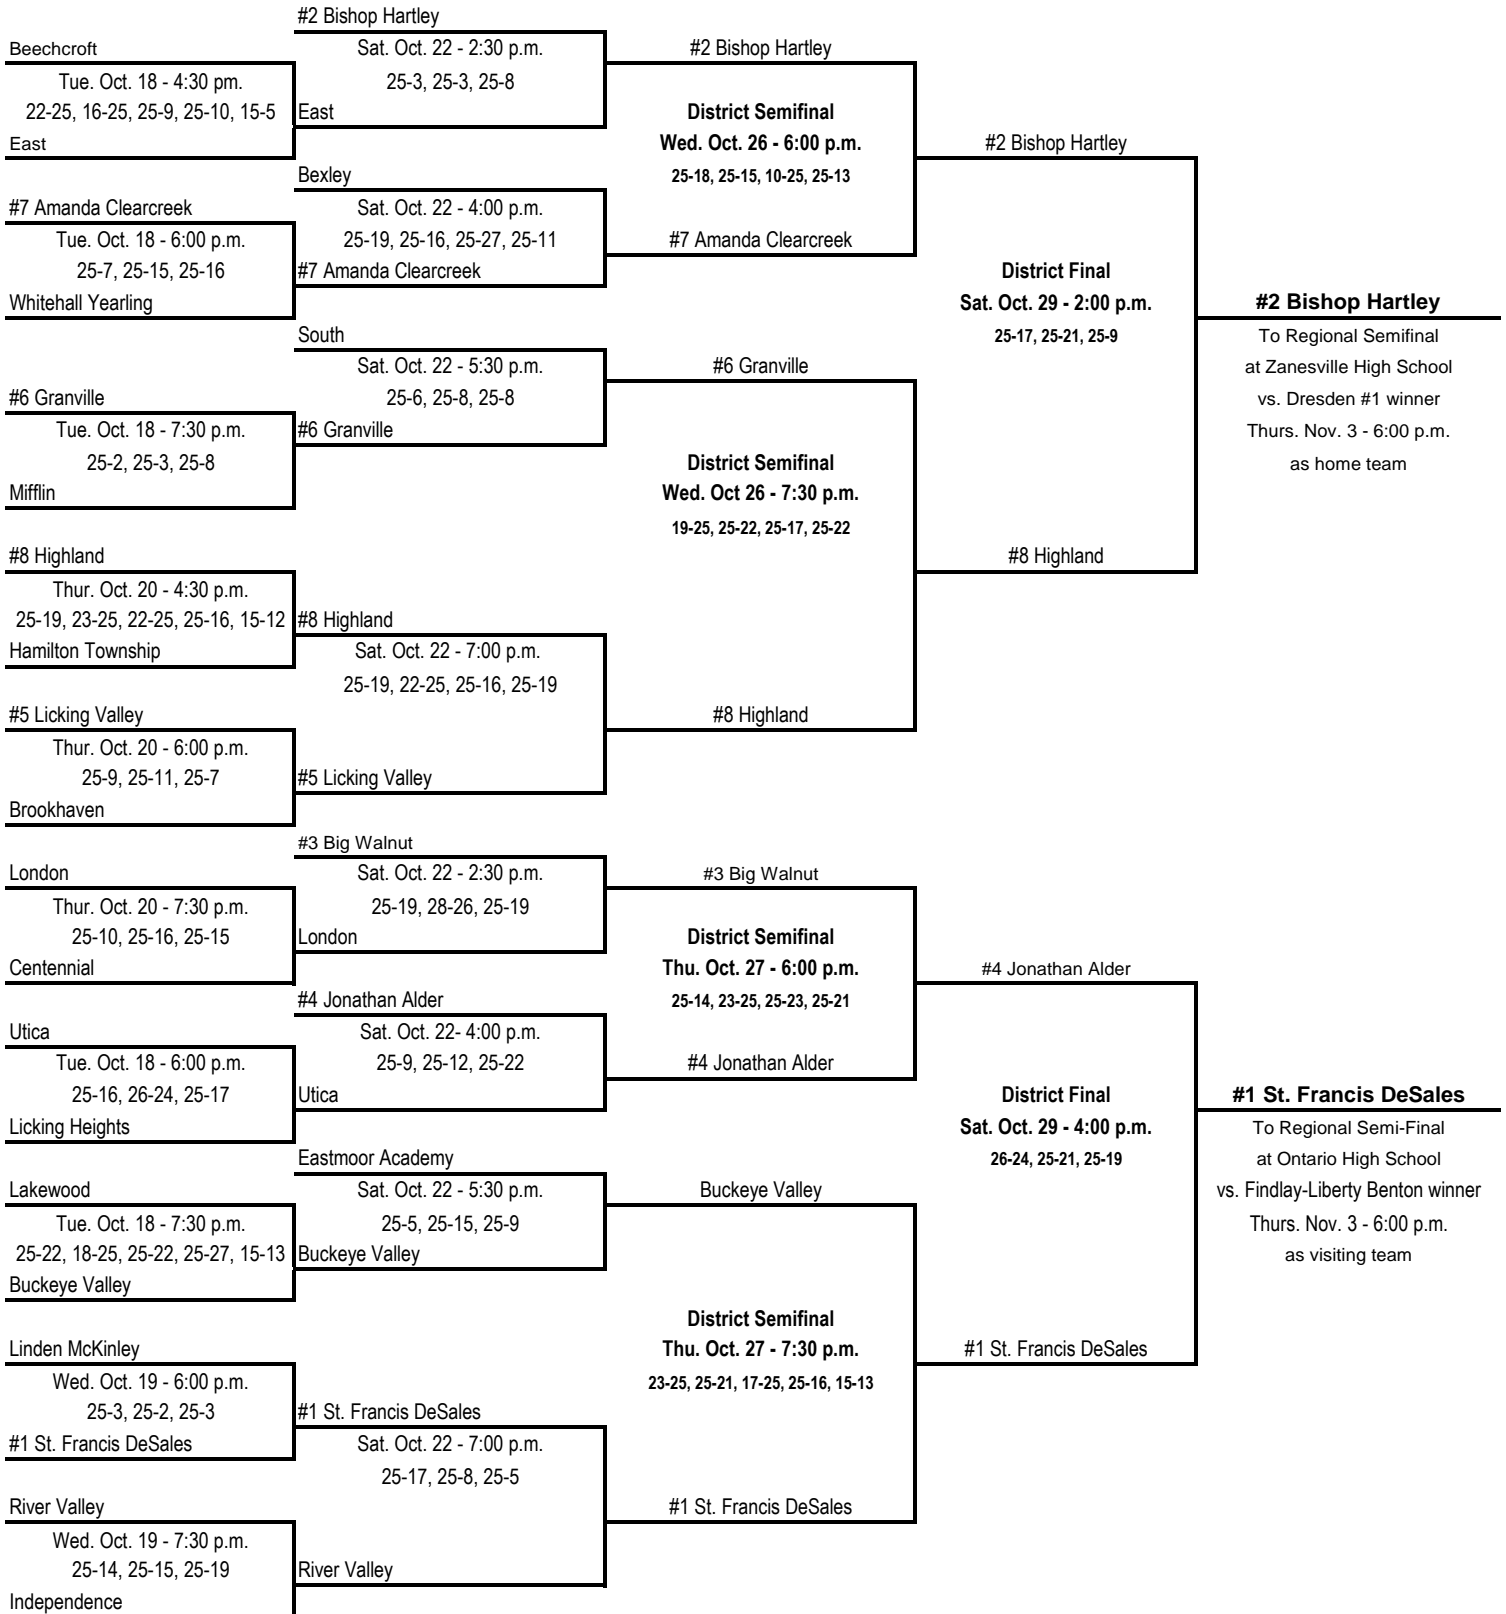 #2 Bishop Hartley
Beechcroft
Sat. Oct. 22 - 2:30 p.m.
#2 Bishop Hartley
Tue. Oct. 18 - 4:30 pm.
25-3, 25-3, 25-8
22-25, 16-25, 25-9, 25-10, 15-5
East
District Semifinal
East
Wed. Oct. 26 - 6:00 p.m.
#2 Bishop Hartley
Bexley
25-18, 25-15, 10-25, 25-13
#7 Amanda Clearcreek
Sat. Oct. 22 - 4:00 p.m.
Tue. Oct. 18 - 6:00 p.m.
25-19, 25-16, 25-27, 25-11
#7 Amanda Clearcreek
25-7, 25-15, 25-16
#7 Amanda Clearcreek
District Final
Whitehall Yearling
Sat. Oct. 29 - 2:00 p.m.
#2 Bishop Hartley
South
25-17, 25-21, 25-9
To Regional Semifinal
Sat. Oct. 22 - 5:30 p.m.
#6 Granville
at Zanesville High School
#6 Granville
25-6, 25-8, 25-8
vs. Dresden #1 winner
Tue. Oct. 18 - 7:30 p.m.
#6 Granville
Thurs. Nov. 3 - 6:00 p.m.
25-2, 25-3, 25-8
District Semifinal
as home team
Mifflin
Wed. Oct 26 - 7:30 p.m.
19-25, 25-22, 25-17, 25-22
#8 Highland
#8 Highland
Thur. Oct. 20 - 4:30 p.m.
25-19, 23-25, 22-25, 25-16, 15-12
#8 Highland
Hamilton Township
Sat. Oct. 22 - 7:00 p.m.
25-19, 22-25, 25-16, 25-19
#5 Licking Valley
#8 Highland
Thur. Oct. 20 - 6:00 p.m.
25-9, 25-11, 25-7
#5 Licking Valley
Brookhaven
#3 Big Walnut
London
Sat. Oct. 22 - 2:30 p.m.
#3 Big Walnut
Thur. Oct. 20 - 7:30 p.m.
25-19, 28-26, 25-19
25-10, 25-16, 25-15
London
District Semifinal
Centennial
Thu. Oct. 27 - 6:00 p.m.
#4 Jonathan Alder
#4 Jonathan Alder
25-14, 23-25, 25-23, 25-21
Utica
Sat. Oct. 22- 4:00 p.m.
Tue. Oct. 18 - 6:00 p.m.
25-9, 25-12, 25-22
#4 Jonathan Alder
25-16, 26-24, 25-17
Utica
District Final
#1 St. Francis DeSales
Licking Heights
Sat. Oct. 29 - 4:00 p.m.
To Regional Semi-Final
Eastmoor Academy
26-24, 25-21, 25-19
at Ontario High School
Lakewood
Sat. Oct. 22 - 5:30 p.m.
Buckeye Valley
vs. Findlay-Liberty Benton winner
Tue. Oct. 18 - 7:30 p.m.
25-5, 25-15, 25-9
Thurs. Nov. 3 - 6:00 p.m.
25-22, 18-25, 25-22, 25-27, 15-13
Buckeye Valley
as visiting team
Buckeye Valley
District Semifinal
Linden McKinley
Thu. Oct. 27 - 7:30 p.m.
#1 St. Francis DeSales
Wed. Oct. 19 - 6:00 p.m.
23-25, 25-21, 17-25, 25-16, 15-13
25-3, 25-2, 25-3
#1 St. Francis DeSales
#1 St. Francis DeSales
Sat. Oct. 22 - 7:00 p.m.
25-17, 25-8, 25-5
River Valley
#1 St. Francis DeSales
Wed. Oct. 19 - 7:30 p.m.
25-14, 25-15, 25-19
River Valley
Independence